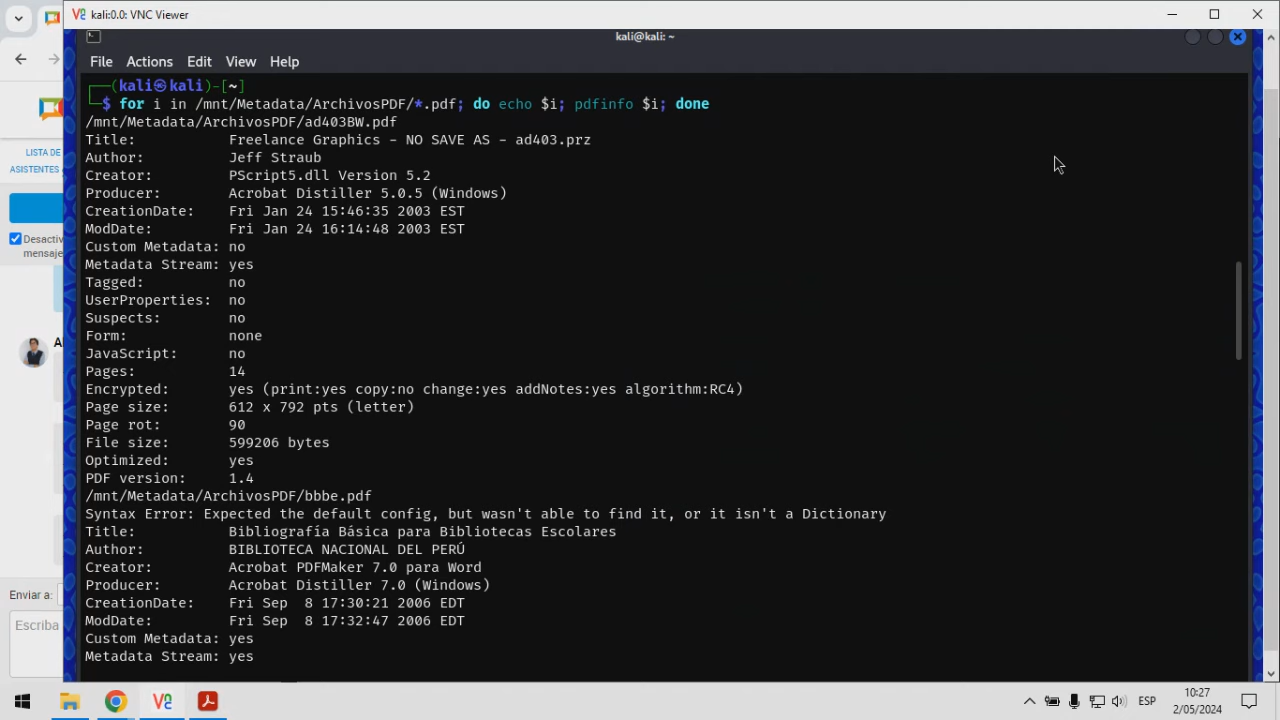 kali:0.0: VNC Viewer
kali@kali: ~
File Actions Edit View Help
(kali㉿kali)-[~]
$ for i in /mnt/Metadata/ArchivosPDF/*.pdf; do echo $i; pdfinfo $i; done
/mnt/Metadata/ArchivosPDF/ad403BW.pdf
Title: Freelance Graphics - NO SAVE AS - ad403.prz
Author: Jeff Straub
Creator: PScript5.dll Version 5.2
Producer: Acrobat Distiller 5.0.5 (Windows)
CreationDate: Fri Jan 24 15:46:35 2003 EST
ModDate: Fri Jan 24 16:14:48 2003 EST
Custom Metadata: no
Metadata Stream: yes
Tagged: no
UserProperties: no
Suspects: no
Form: none
JavaScript: no
Pages: 14
Encrypted: yes (print:yes copy:no change:yes addNotes:yes algorithm:RC4)
Page size: 612 x 792 pts (letter)
Page rot: 90
File size: 599206 bytes
Optimized: yes
PDF version: 1.4
/mnt/Metadata/ArchivosPDF/bbbe.pdf
Syntax Error: Expected the default config, but wasn't able to find it, or it isn't a Dictionary
Title: Bibliografía Básica para Bibliotecas Escolares
Author: BIBLIOTECA NACIONAL DEL PERÚ
Creator: Acrobat PDFMaker 7.0 para Word
Producer: Acrobat Distiller 7.0 (Windows)
CreationDate: Fri Sep  8 17:30:21 2006 EDT
ModDate: Fri Sep  8 17:32:47 2006 EDT
Custom Metadata: yes
Metadata Stream: yes
LISTA DE
ASISTENTES
Desactiv
mensaje
Enviar a:
Escriba
ESP
10:27
2/05/2024